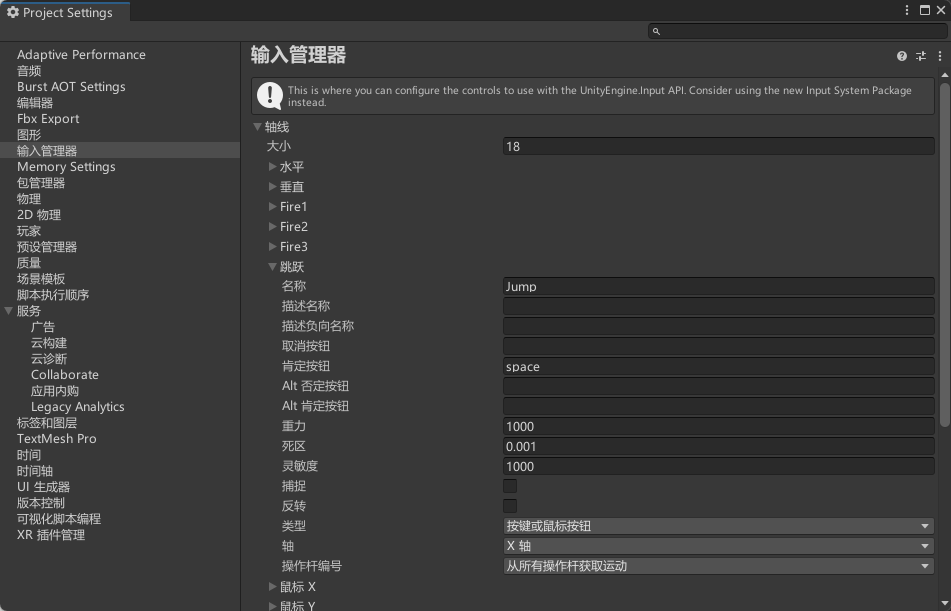 Project Settings
Adaptive Performance
音频
Burst AOT Settings
编辑器
Fbx Export
图形
输入管理器
Memory Settings
包管理器
物理
2D 物理
玩家
预设管理器
质量
场景模板
脚本执行顺序
服务
广告
云构建
云诊断
Collaborate
应用内购
Legacy Analytics
标签和图层
TextMesh Pro
时间
时间轴
UI 生成器
版本控制
可视化脚本编程
XR 插件管理
输入管理器
This is where you can configure the controls to use with the UnityEngine.Input API. Consider using the new Input System Package
instead.
轴线
大小 18
水平
垂直
Fire1
Fire2
Fire3
跳跃
名称 Jump
描述名称
描述负向名称
取消按钮
肯定按钮 space
Alt 否定按钮
Alt 肯定按钮
重力 1000
死区 0.001
灵敏度 1000
捕捉
反转
类型 按键或鼠标按钮
轴 X 轴
操作杆编号 从所有操作杆获取运动
鼠标 X
鼠标 Y